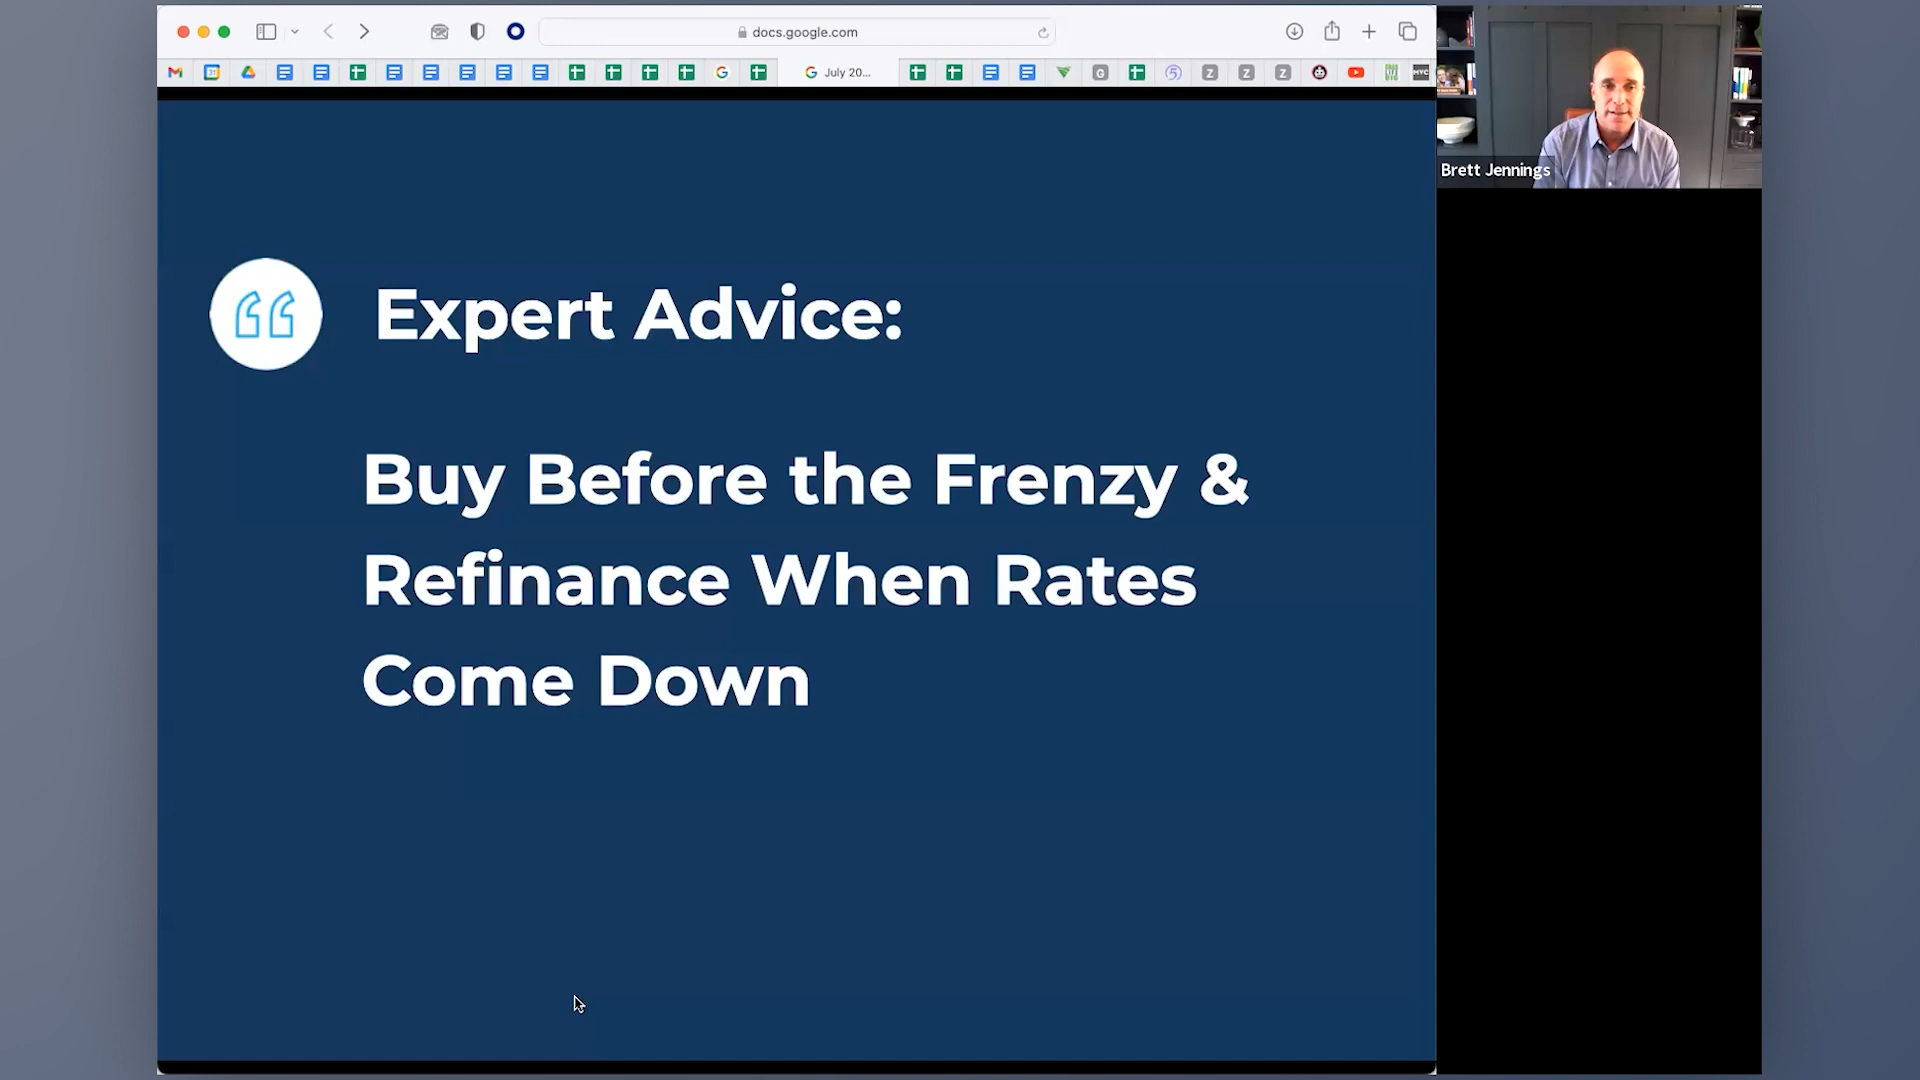 docs.google.com
July 20...
Brett Jennings
Expert Advice:
Buy Before the Frenzy &
Refinance When Rates
Come Down